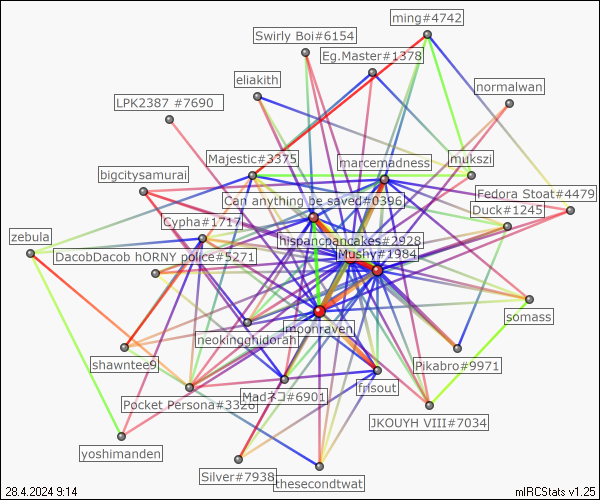 ming#4742
Swirly Boi#6154
Eg.Master#1378
eliakith
normalwan
LPK2387 #7690
Majestic#3375
marcemadness
mukszi
bigcitysamurai
Fedora Stoat#4479
Can anything be saved#0396
Duck#1245
Cypha#1717
zebula
hispancpancakes#2928
DacobDacob hORNY police#5271
Mushy#1984
somass
moonraven
neokingghidorah
shawntee9
Pikabro#9971
frisout
Madネコ#6901
Pocket Persona#3326
JKOUYH VIII#7034
yoshimanden
Silver#7938
thesecondtwat
28.4.2024 9:14
mIRCStats v1.25